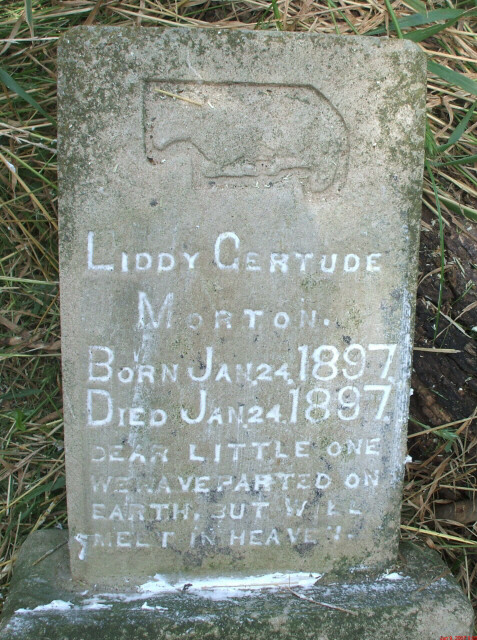 LIDDY GERTUDE
MORTON.
BORN JAN.24.1897
DIED JAN.24.1897
DEAR LITTLE ONE
WE HAVE PARTED ON
EARTH, BUT WILL
MEET IN HEAVEN.